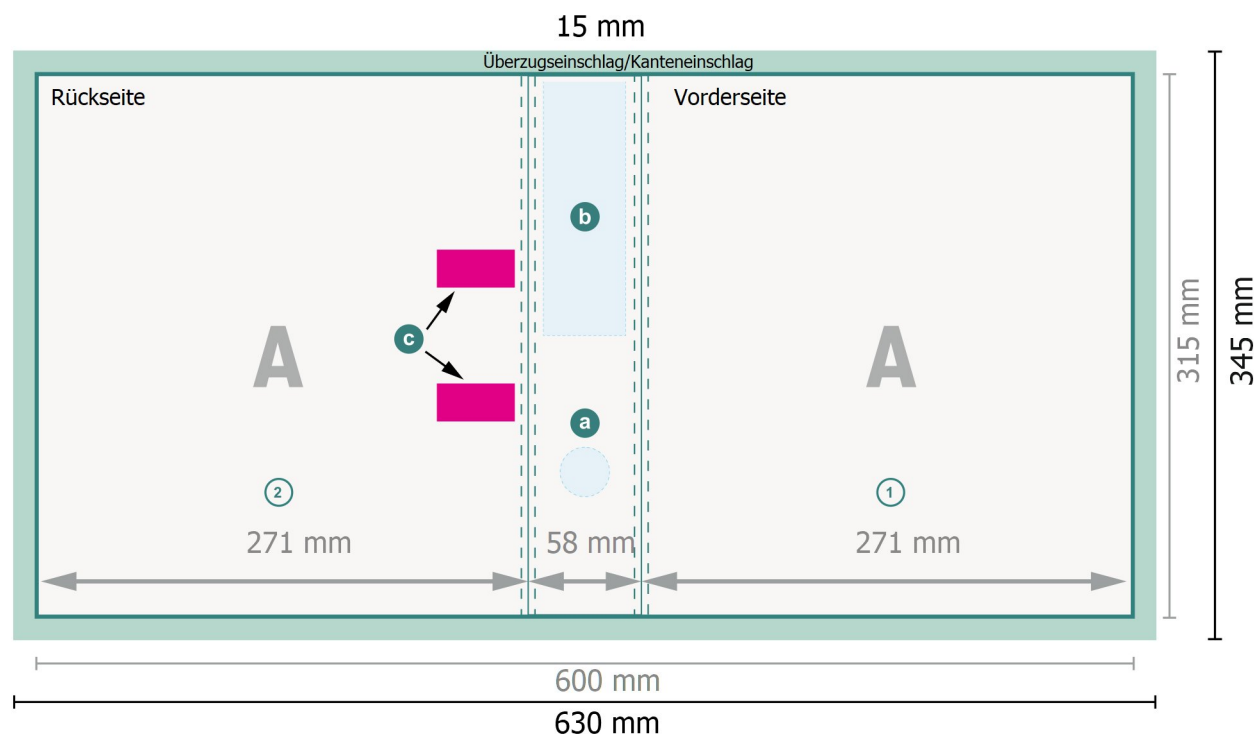 15 mm
Überzugseinschlag/Kanteneinschlag
Rückseite
Vorderseite
b
c
A
A
a
2
1
271 mm
58 mm
271 mm
315 mm
345 mm
600 mm
630 mm